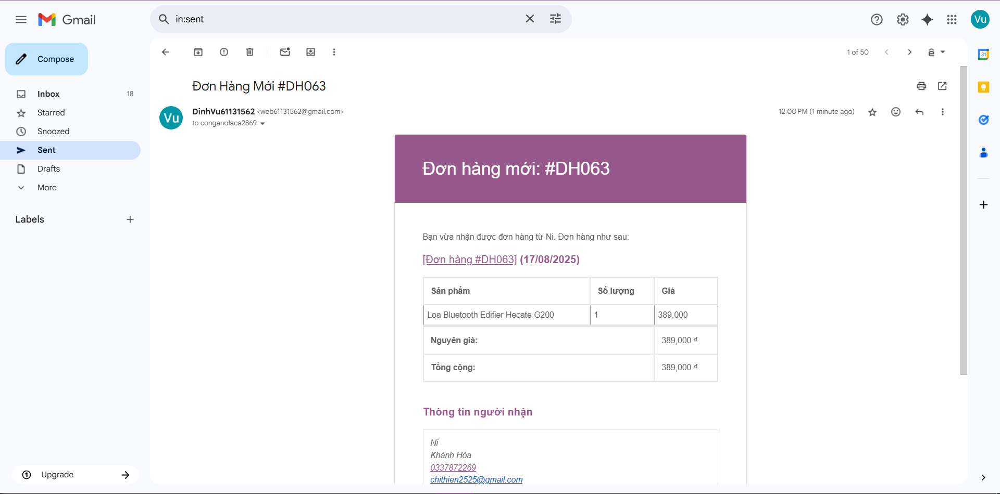 Gmail
in:sent
Vu
Compose
Inbox 18
Starred
Snoozed
Sent
Drafts
More
Labels
Upgrade
1 of 50
ê
31
Đơn Hàng Mới #DH063
Vu
DinhVu61131562 <web61131562@gmail.com>
to conganolaca2869
12:00 PM (1 minute ago)
Đơn hàng mới: #DH063
Bạn vừa nhận được đơn hàng từ Ni. Đơn hàng như sau:
[Đơn hàng #DH063] (17/08/2025)
Sản phẩm Số lượng Giá
Loa Bluetooth Edifier Hecate G200 1 389,000
Nguyên giá: 389,000 ₫
Tổng cộng: 389,000 ₫
Thông tin người nhận
Ni
Khánh Hòa
0337872269
chithien2525@gmail.com